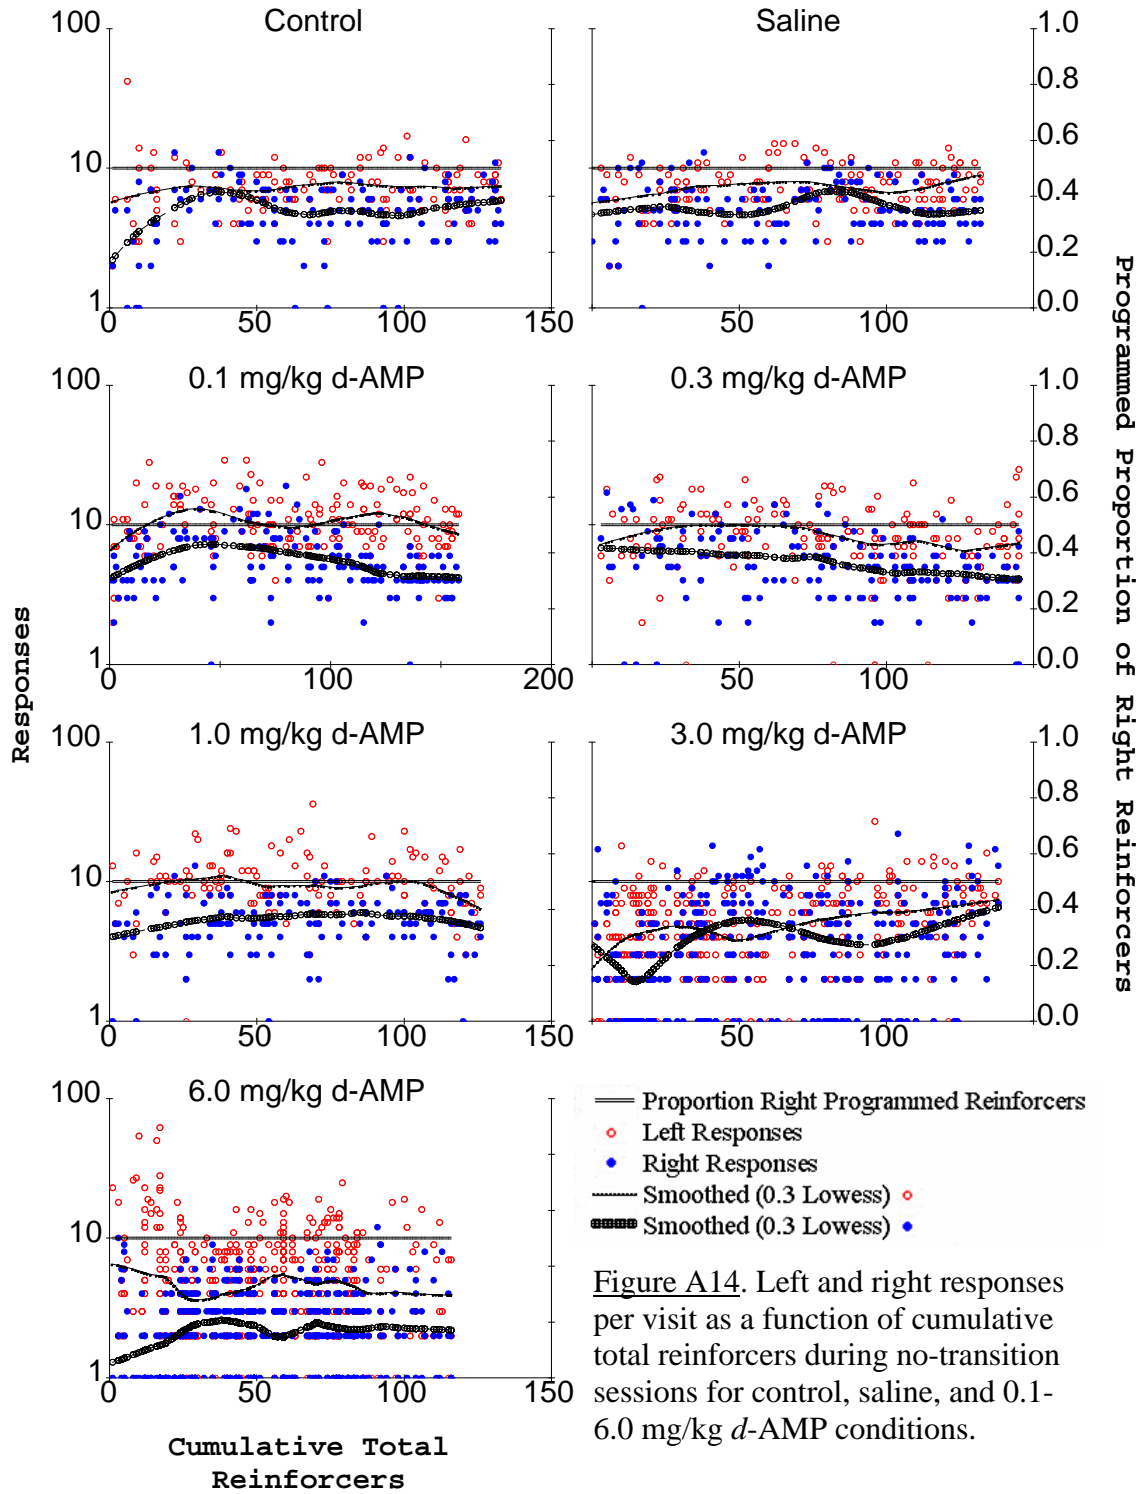 Control
Saline
100
10
1
0
50
100
150
1.0
0.8
0.6
0.4
0.2
0.0
50
100
0.1 mg/kg d-AMP
0.3 mg/kg d-AMP
100
10
1
0
100
200
1.0
0.8
0.6
0.4
0.2
0.0
50
100
1.0 mg/kg d-AMP
3.0 mg/kg d-AMP
100
10
1
0
50
100
150
1.0
0.8
0.6
0.4
0.2
0.0
50
100
6.0 mg/kg d-AMP
100
10
1
0
50
100
150
Responses
Programmed Proportion of Right Reinforcers
Cumulative Total
Reinforcers
Proportion Right Programmed Reinforcers
Left Responses
Right Responses
Smoothed (0.3 Lowess)
Smoothed (0.3 Lowess)
Figure A14. Left and right responses
per visit as a function of cumulative
total reinforcers during no-transition
sessions for control, saline, and 0.1-
6.0 mg/kg d-AMP conditions.